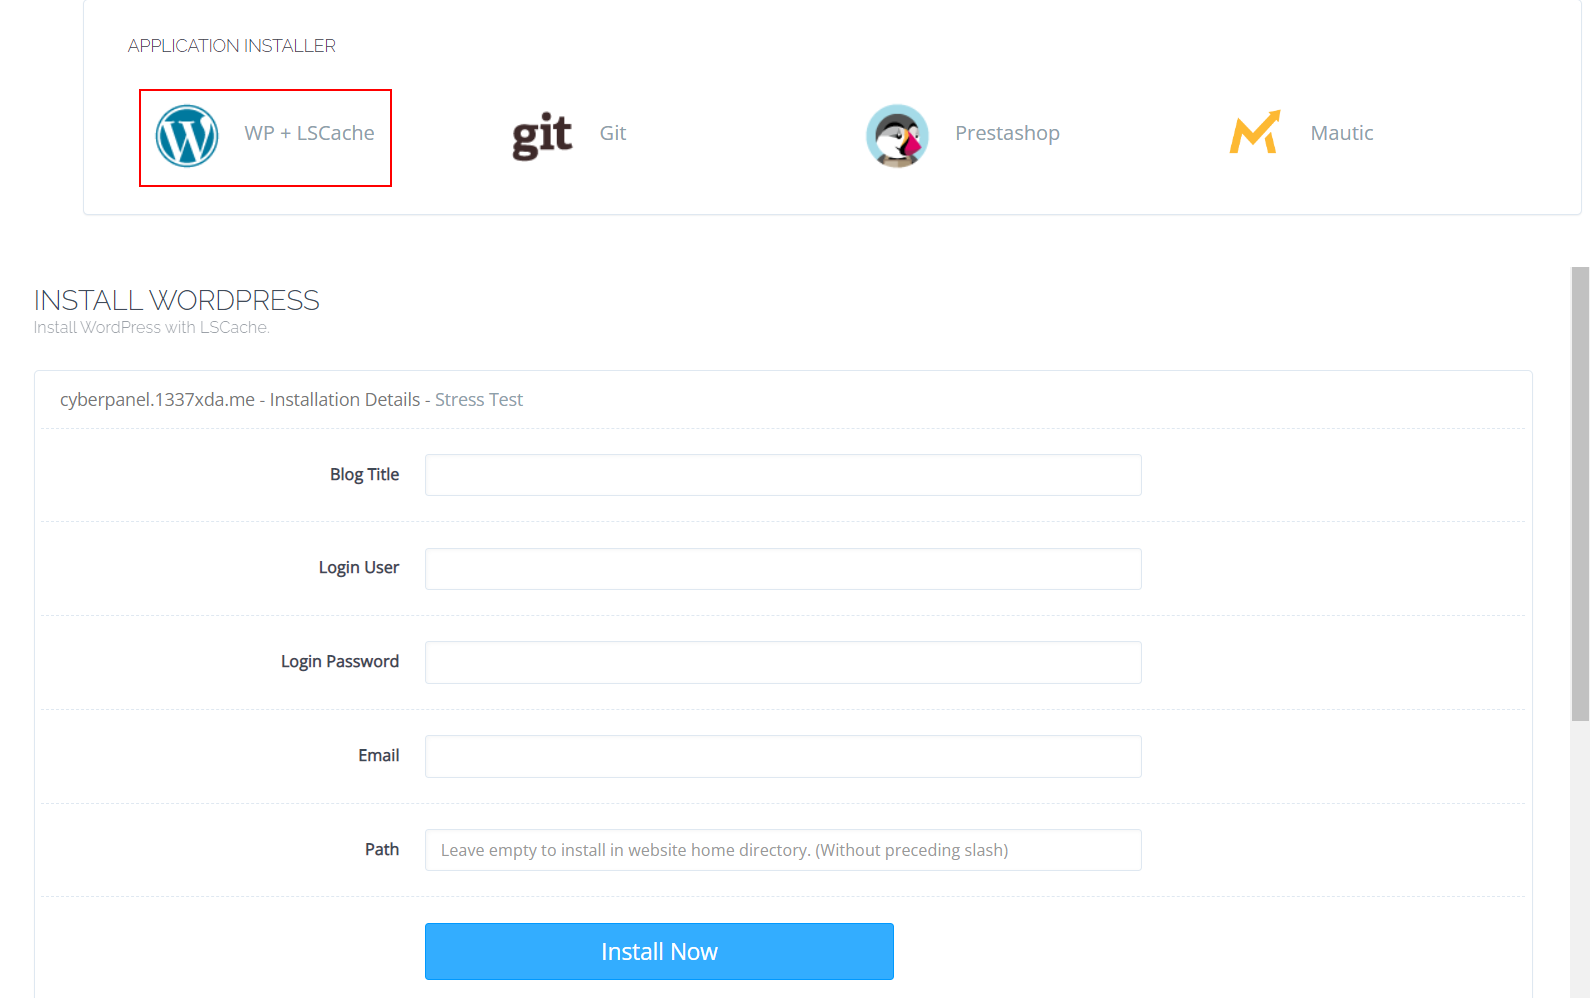 APPLICATION INSTALLER
WP + LSCache
git Git
Prestashop
Mautic
INSTALL WORDPRESS
Install WordPress with LSCache.
cyberpanel.1337xda.me - Installation Details - Stress Test
Blog Title
Login User
Login Password
Email
Path Leave empty to install in website home directory. (Without preceding slash)
Install Now